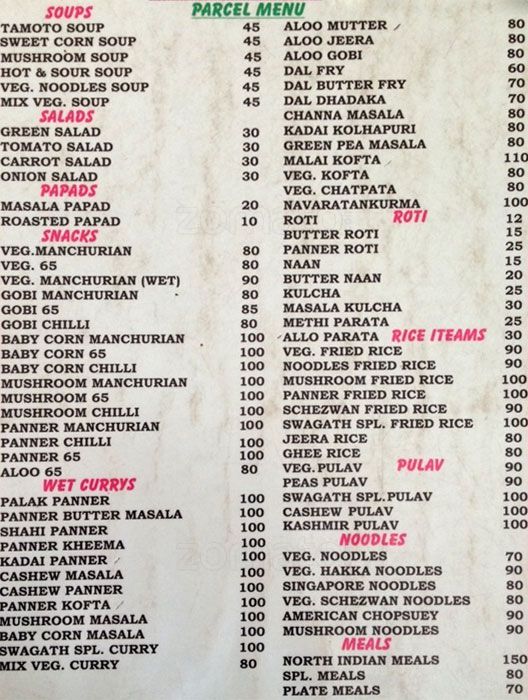 PARCEL MENU
SOUPS
TAMOTO SOUP 45
SWEET CORN SOUP 45
MUSHROOM SOUP 45
HOT & SOUR SOUP 45
VEG. NOODLES SOUP 45
MIX VEG. SOUP 45
SALADS
GREEN SALAD 30
TOMATO SALAD 30
CARROT SALAD 30
ONION SALAD 30
PAPADS
MASALA PAPAD 20
ROASTED PAPAD 10
SNACKS
VEG.MANCHURIAN 80
VEG. 65 80
VEG. MANCHURIAN (WET) 90
GOBI MANCHURIAN 80
GOBI 65 85
GOBI CHILLI 80
BABY CORN MANCHURIAN 100
BABY CORN 65 100
BABY CORN CHILLI 100
MUSHROOM MANCHURIAN 100
MUSHROOM 65 100
MUSHROOM CHILLI 100
PANNER MANCHURIAN 100
PANNER CHILLI 100
PANNER 65 100
ALOO 65 80
WET CURRYS
PALAK PANNER 100
PANNER BUTTER MASALA 100
SHAHI PANNER 100
PANNER KHEEMA 100
KADAI PANNER 100
CASHEW MASALA 100
CASHEW PANNER 100
PANNER KOFTA 100
MUSHROOM MASALA 100
BABY CORN MASALA 100
SWAGATH SPL. CURRY 100
MIX VEG. CURRY 80
ALOO MUTTER 80
ALOO JEERA 80
ALOO GOBI 80
DAL FRY 60
DAL BUTTER FRY 70
DAL DHADAKA 70
CHANNA MASALA 80
KADAI KOLHAPURI 80
GREEN PEA MASALA 80
MALAI KOFTA 110
VEG. KOFTA 80
VEG. CHATPATA 80
NAVARATANKURMA 100
ROTI
ROTI 12
BUTTER ROTI 15
PANNER ROTI 25
NAAN 15
BUTTER NAAN 20
KULCHA 25
MASALA KULCHA 30
METHI PARATA 25
ALLO PARATA 30
RICE ITEAMS
VEG. FRIED RICE 90
NOODLES FRIED RICE 90
MUSHROOM FRIED RICE 100
PANNER FRIED RICE 100
SCHEZWAN FRIED RICE 90
SWAGATH SPL. FRIED RICE 100
JEERA RICE 80
GHEE RICE 80
PULAV
VEG.PULAV 90
PEAS PULAV 90
SWAGATH SPL.PULAV 100
CASHEW PULAV 100
KASHMIR PULAV 100
NOODLES
VEG. NOODLES 70
VEG. HAKKA NOODLES 90
SINGAPORE NOODLES 80
VEG. SCHEZWAN NOODLES 80
AMERICAN CHOPSUEY 90
MUSHROOM NOODLES 90
MEALS
NORTH INDIAN MEALS 150
SPL. MEALS 80
PLATE MEALS 70